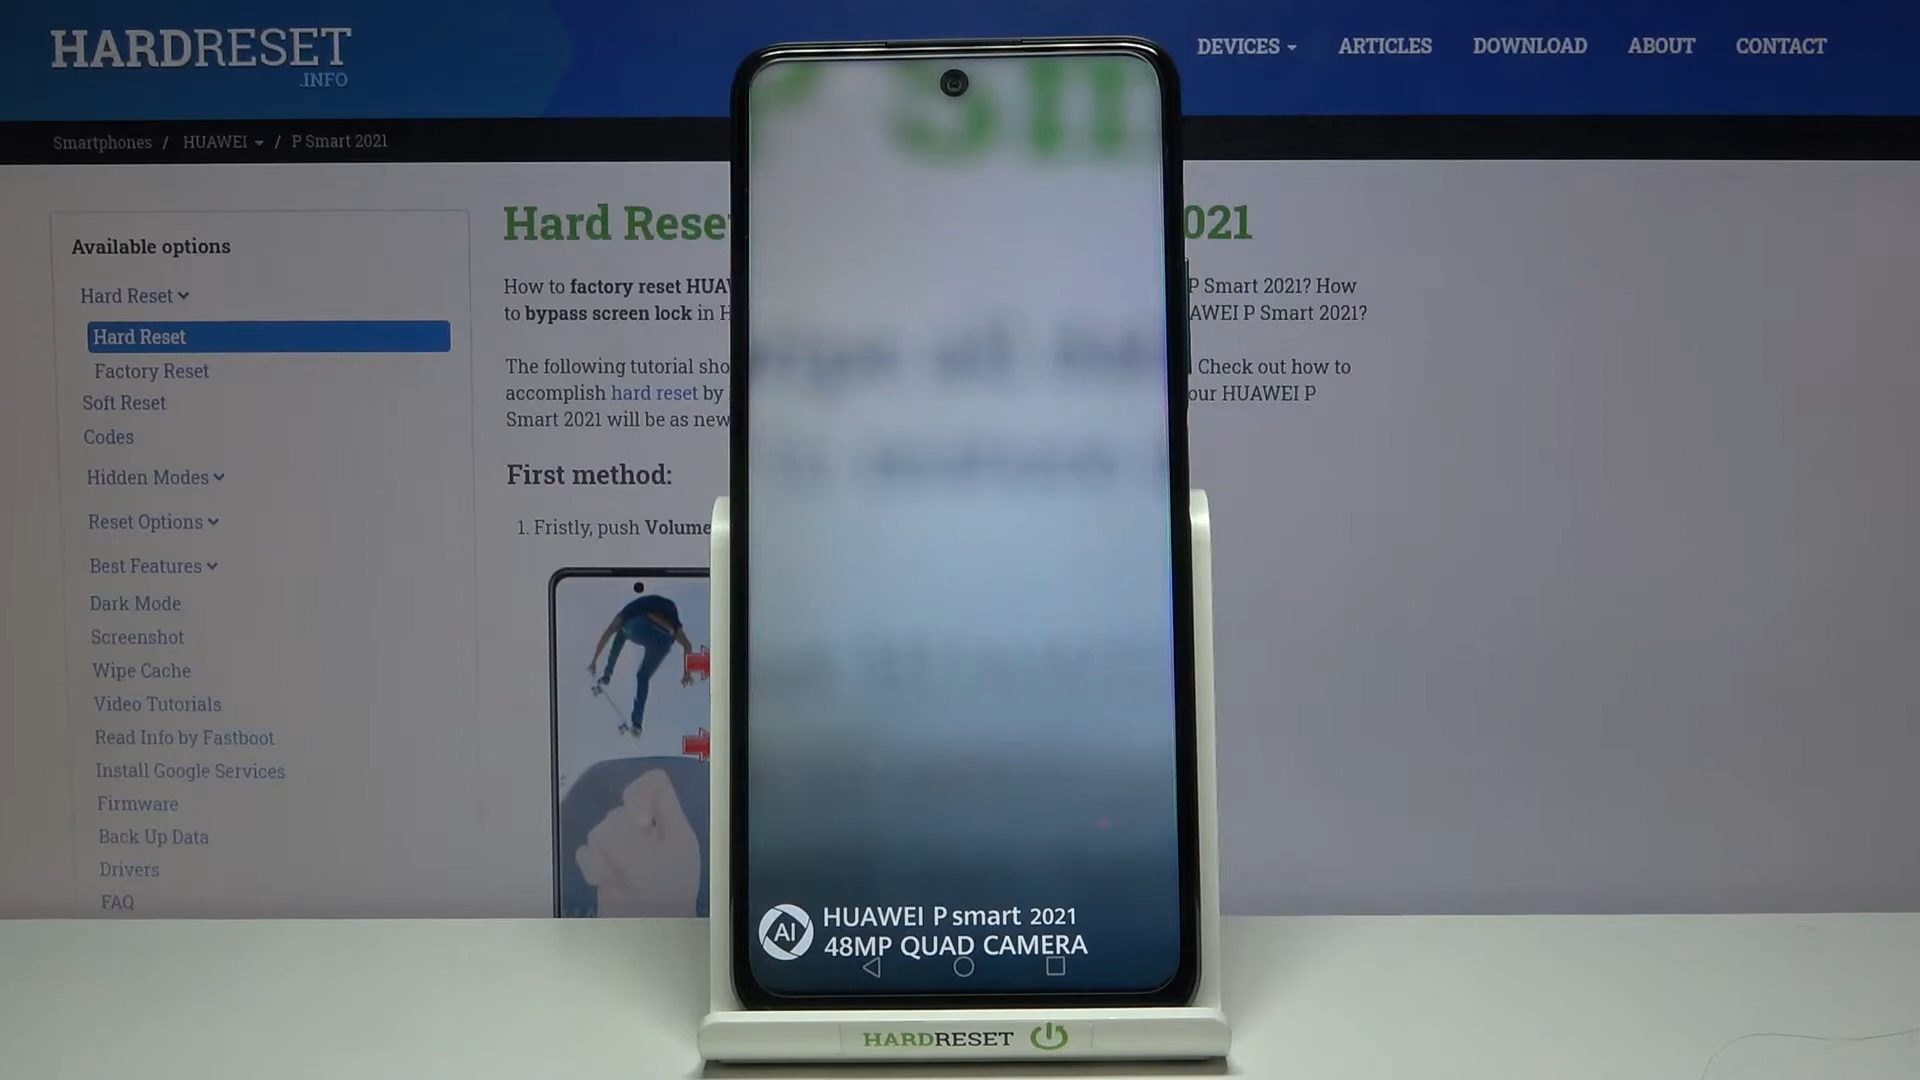 HARDRESET
.INFO
DEVICES
ARTICLES
DOWNLOAD
ABOUT
CONTACT
Smartphones / HUAWEI / P Smart 2021
Available options
Hard Reset
Hard Reset
Factory Reset
Soft Reset
Codes
Hidden Modes
Reset Options
Best Features
Dark Mode
Screenshot
Wipe Cache
Video Tutorials
Read Info by Fastboot
Install Google Services
Firmware
Back Up Data
Drivers
FAQ
Hard Rese 021
How to factory reset HUA P Smart 2021? How
to bypass screen lock in H AWEI P Smart 2021?
The following tutorial sho Check out how to
accomplish hard reset by our HUAWEI P
Smart 2021 will be as new
First method:
1. Fristly, push Volume
P Sm
HUAWEI P smart 2021
AI
48MP QUAD CAMERA
HARDRESET